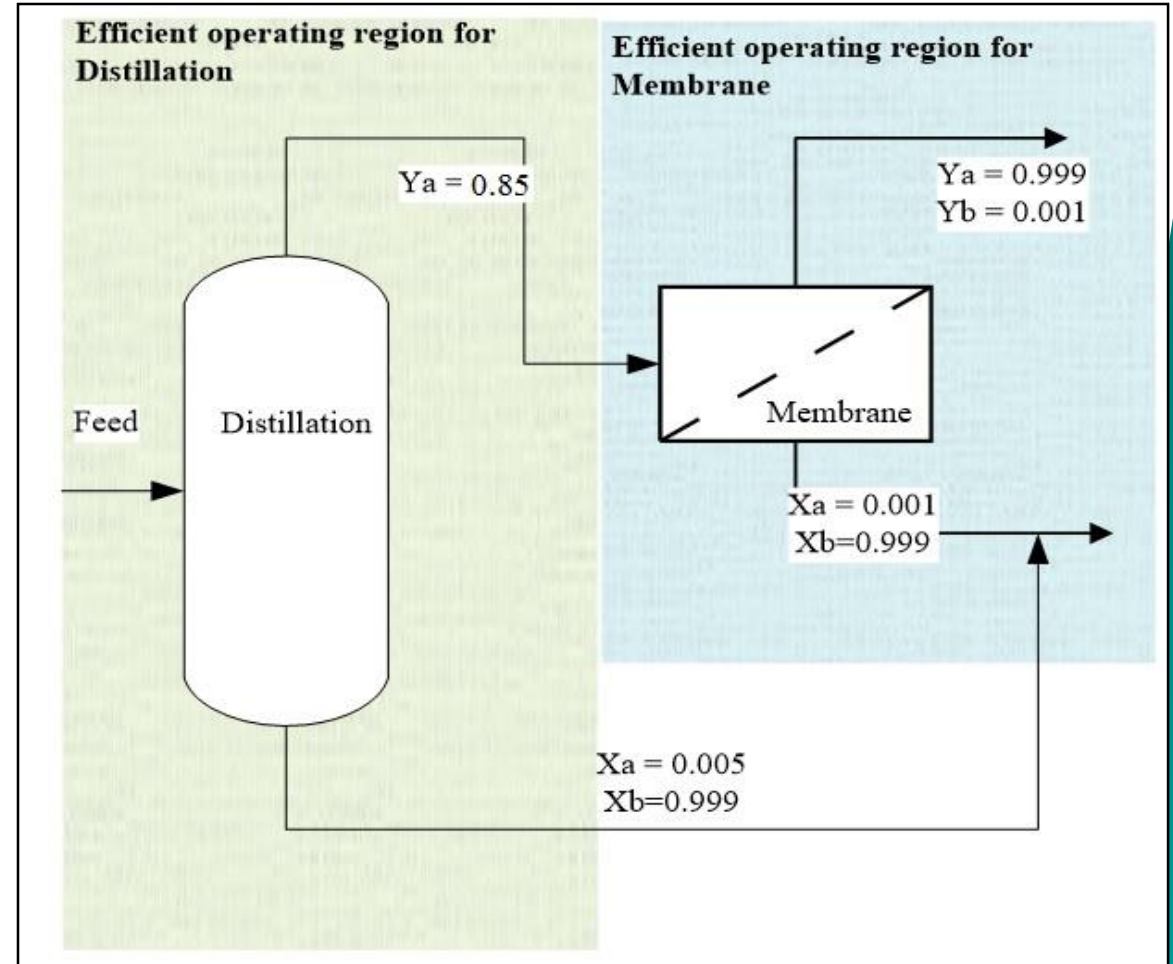 Efficient operating region for
Distillation
Efficient operating region for
Membrane
Ya = 0.85
Ya = 0.999
Yb = 0.001
Feed
Distillation
Membrane
Xa = 0.001
Xb=0.999
Xa = 0.005
Xb=0.999